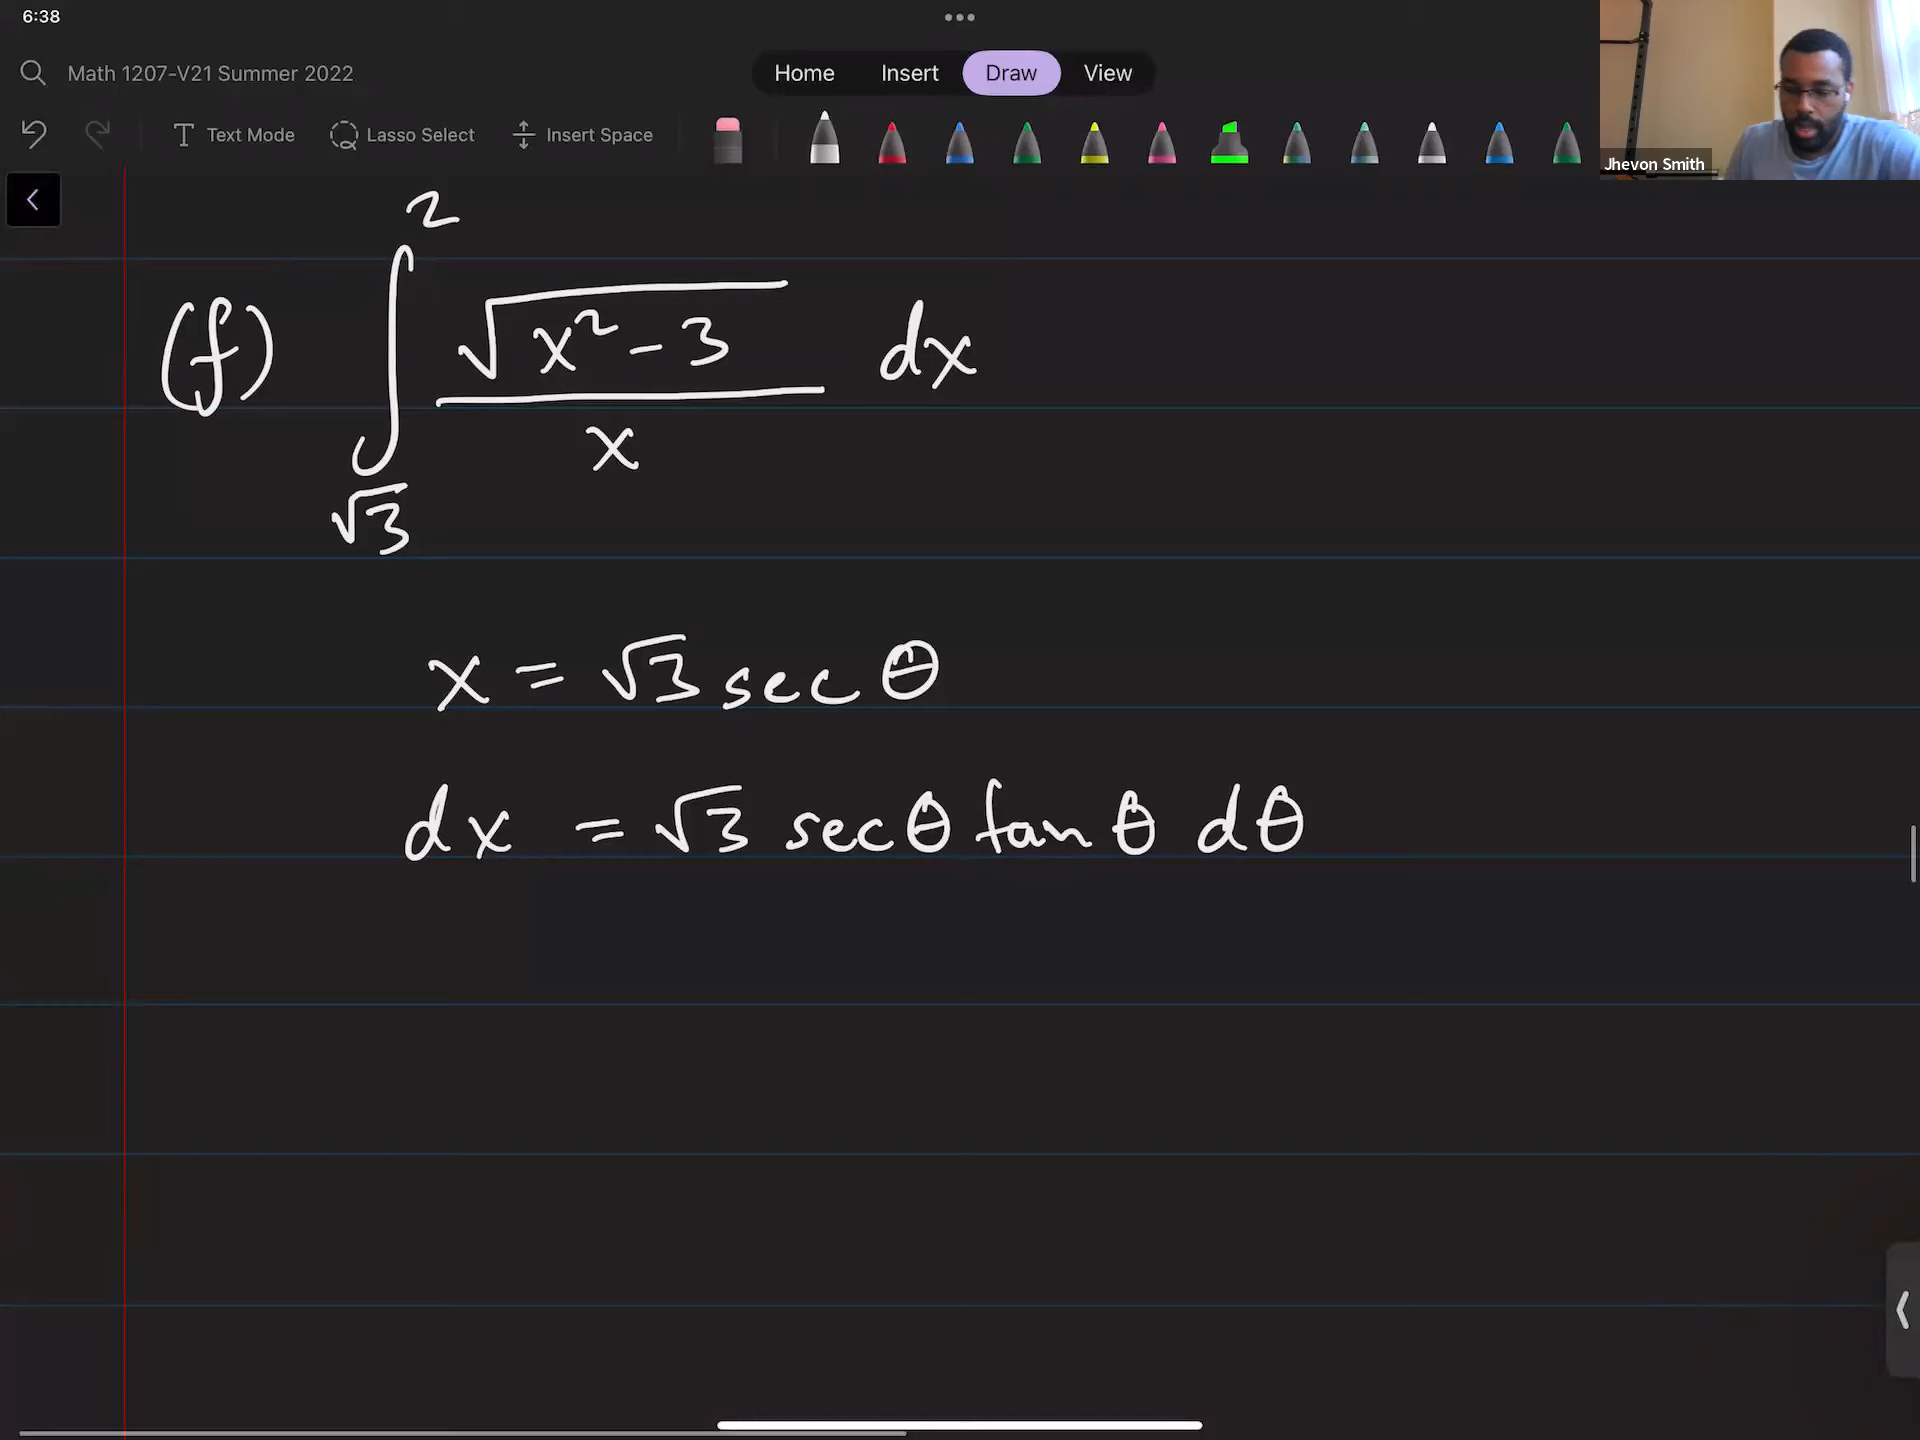 6:38
Math 1207-V21 Summer 2022
Home Insert Draw View
Text Mode Lasso Select Insert Space
Jhevon Smith
(f) ∫_{√3}^{2} \frac{√(x² - 3)}{x} dx
x = √3 sec θ
dx = √3 sec θ tan θ dθ